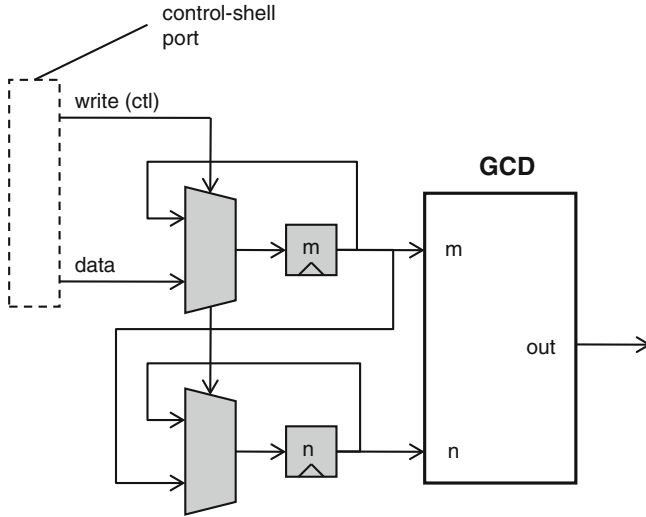 control-shell
port
write (ctl)
GCD
m
m
data
out
n
n